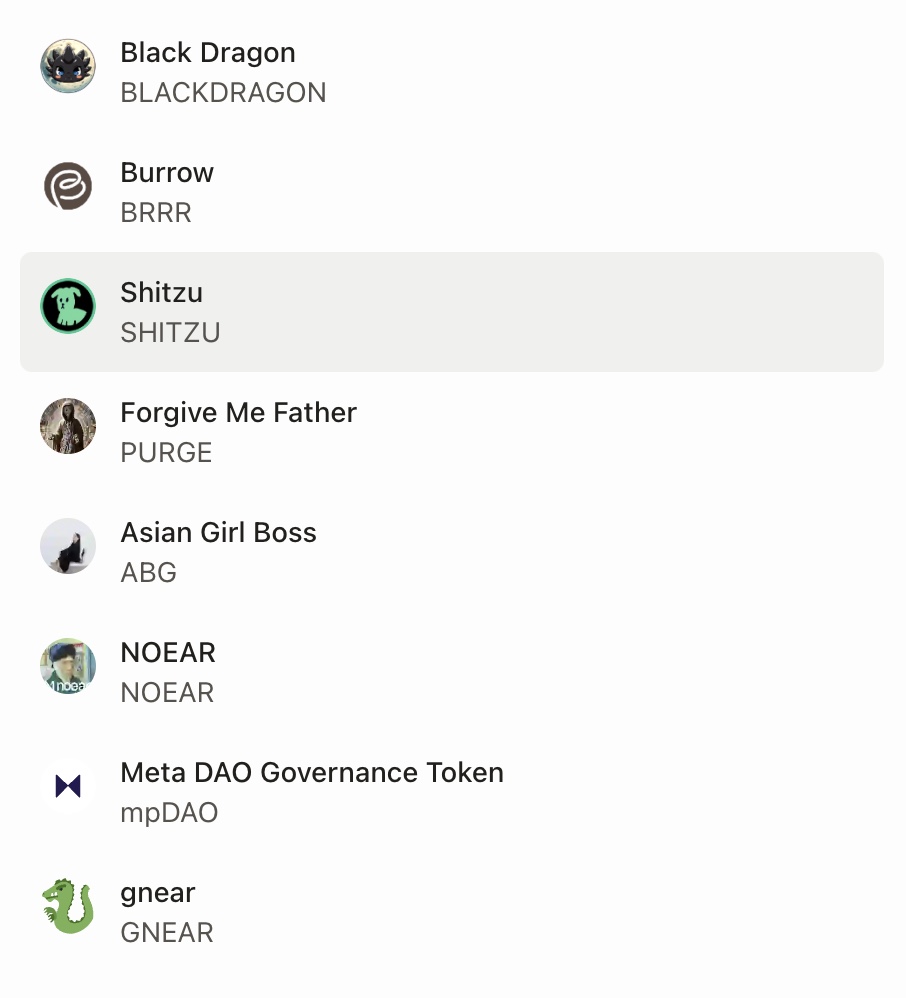 Black Dragon
BLACKDRAGON
Burrow
BRRR
Shitzu
SHITZU
Forgive Me Father
PURGE
Asian Girl Boss
ABG
NOEAR
noear
NOEAR
Meta DAO Governance Token
mpDAO
gnear
GNEAR